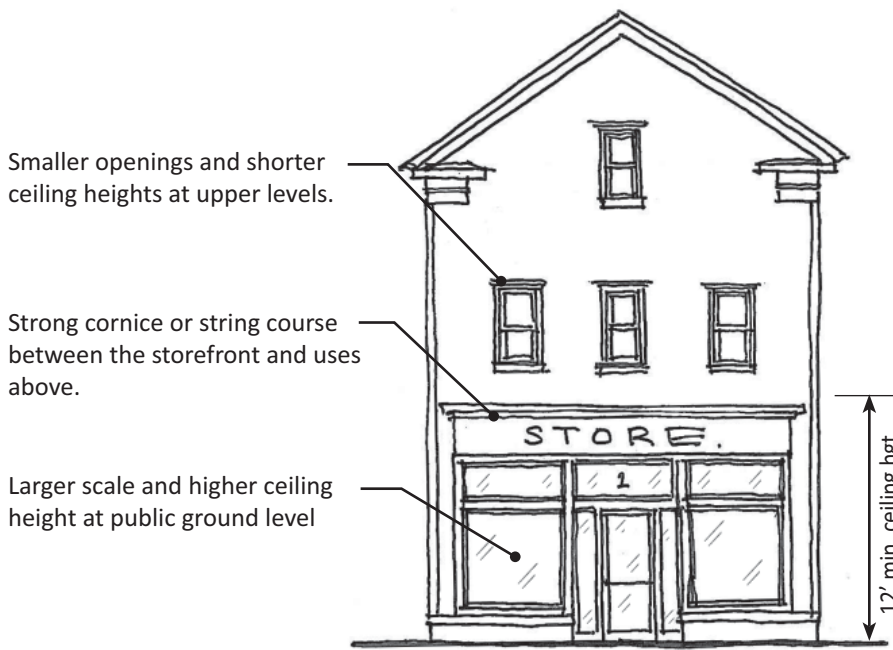 Smaller openings and shorter
ceiling heights at upper levels.
Strong cornice or string course
between the storefront and uses
above.
STORE.
2
Larger scale and higher ceiling
height at public ground level
12' min. ceiling hgt